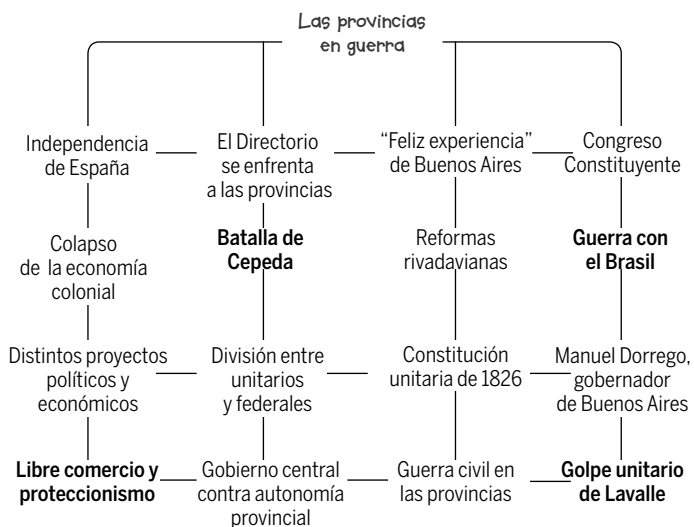 Las provincias
en guerra
Independencia
de España
El Directorio
se enfrenta
a las provincias
“Feliz experiencia”
de Buenos Aires
Congreso
Constituyente
Colapso
de la economía
colonial
Batalla de
Cepeda
Reformas
rivadavianas
Guerra con
el Brasil
Distintos proyectos
políticos y
económicos
División entre
unitarios
y federales
Constitución
unitaria de 1826
Manuel Dorrego,
gobernador
de Buenos Aires
Libre comercio y
proteccionismo
Gobierno central
contra autonomía
provincial
Guerra civil en
las provincias
Golpe unitario
de Lavalle